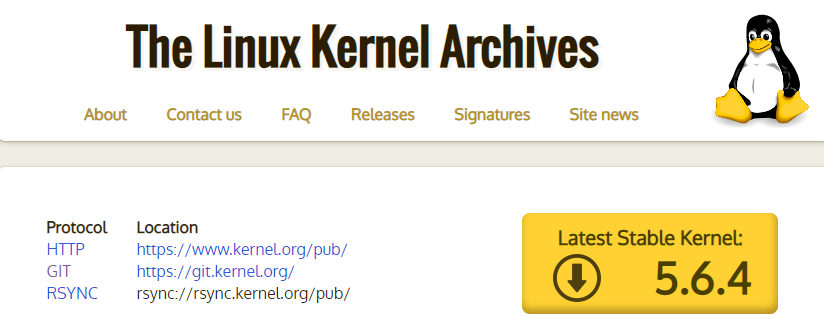 The Linux Kernel Archives
About Contact us FAQ Releases Signatures Site news
Protocol Location
HTTP https://www.kernel.org/pub/
GIT https://git.kernel.org/
RSYNC rsync://rsync.kernel.org/pub/
Latest Stable Kernel:
5.6.4